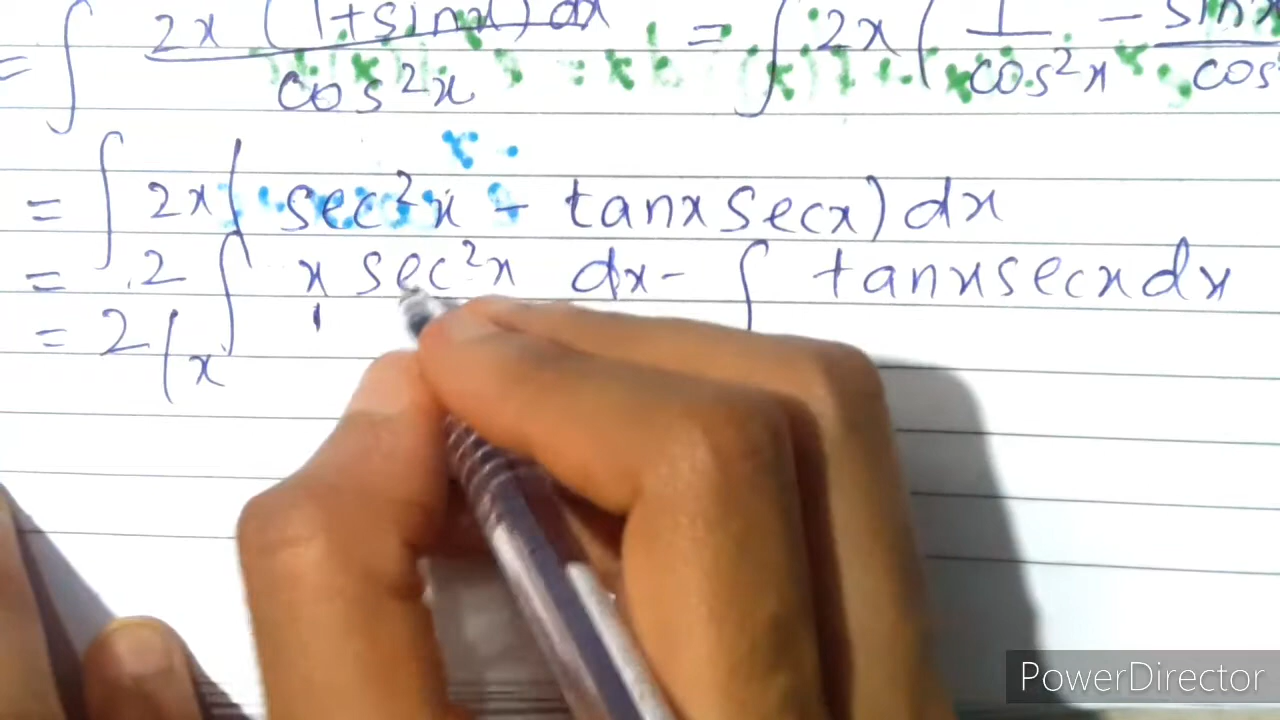 = ∫ 2x (1+sinx) dx / cos²x = ∫ 2x ( 1/cos²x - sinx/cos
= ∫ 2x( sec²x - tanx secx) dx
= 2 ∫ x sec²x dx - ∫ tanx secx dx
= 2 ( x
PowerDirector